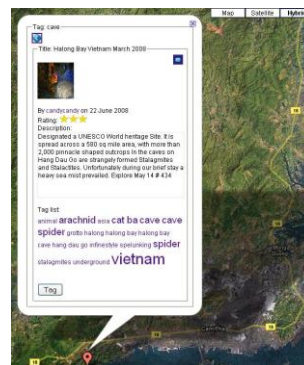 Map Satellite Hybrid
Tag: cave
Title: Halong Bay Vietnam March 2008
By candycandy on 22 June 2008
Rating:
Description:
Designated a UNESCO World heritage Site. It is
spread across a 580 sq mile area, with more than
2,000 pinnacle shaped outcrops in the caves on
Hang Dau Go are strangely formed Stalagmites
and Stalactites. Unfortunately during our brief stay a
heavy sea mist prevailed. Explore May 14 # 434
Tag list:
animal arachnid asia cat ba cave cave
spider grotto halong halong bay halong bay
cave hang dau go infinestyle spelunking spider
stalagmites underground vietnam
Tag